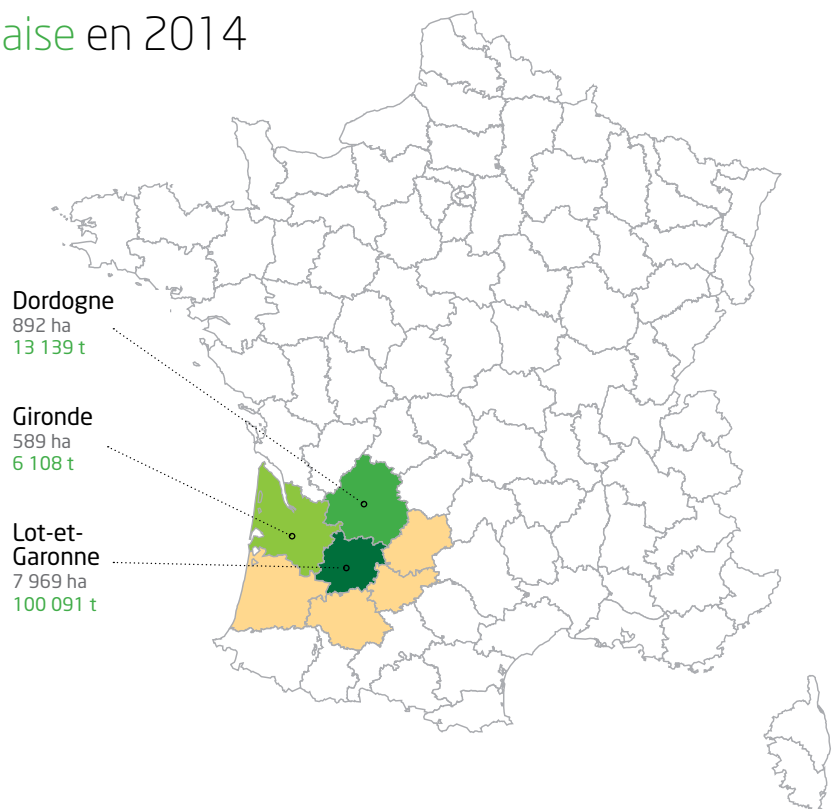 aise en 2014
Dordogne
892 ha
13 139 t
Gironde
589 ha
6 108 t
Lot-et-
Garonne
7 969 ha
100 091 t